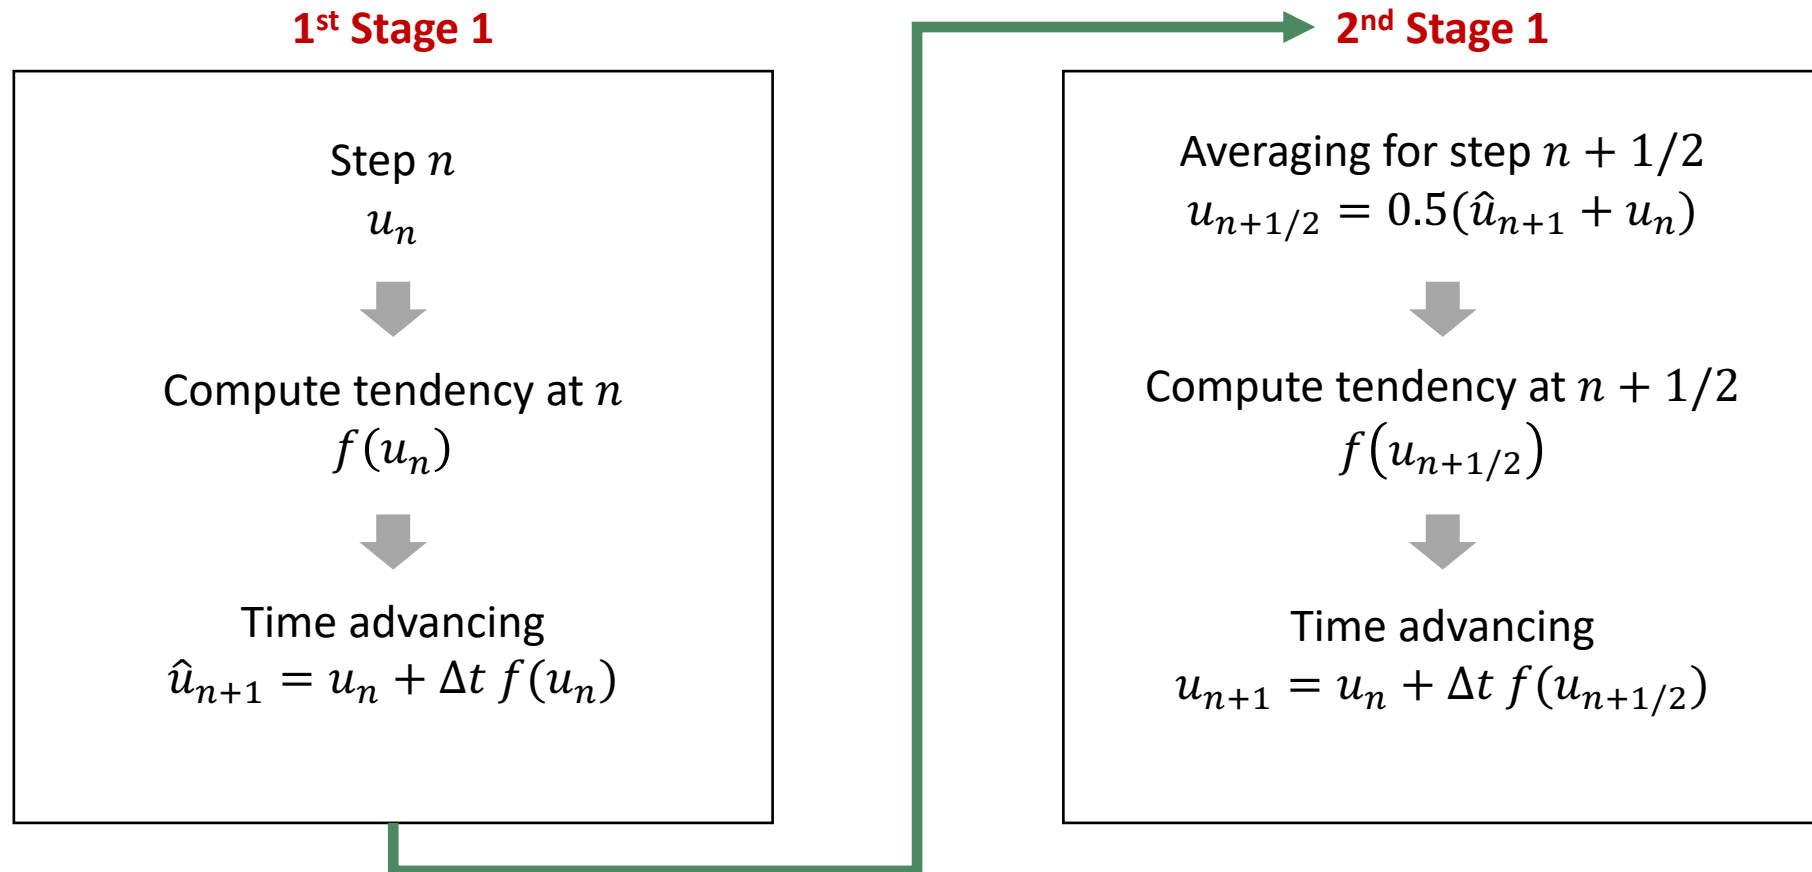 1st Stage 1
Step n
u_n
Compute tendency at n
f(u_n)
Time advancing
û_{n+1} = u_n + Δt f(u_n)
2nd Stage 1
Averaging for step n + 1/2
u_{n+1/2} = 0.5(û_{n+1} + u_n)
Compute tendency at n + 1/2
f(u_{n+1/2})
Time advancing
u_{n+1} = u_n + Δt f(u_{n+1/2})